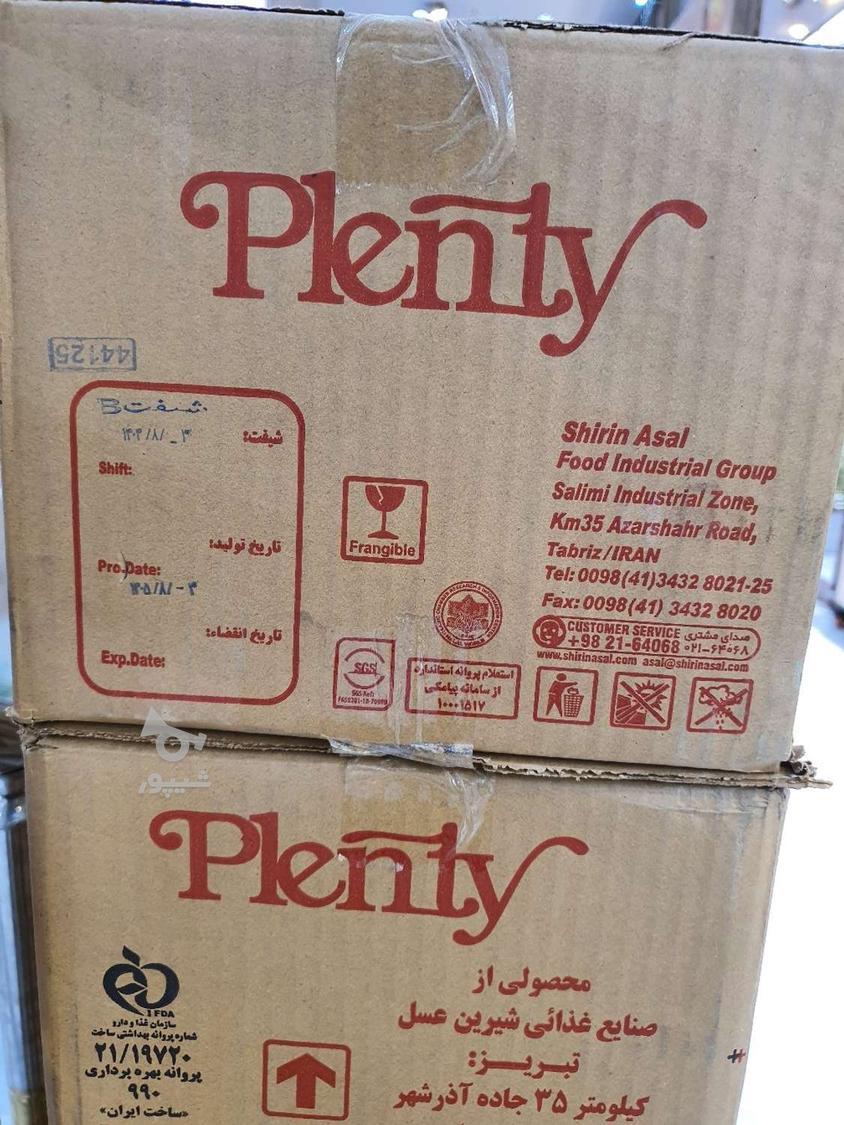 Plenty
44125
شیفت B
شیفت:
۱۴۰۴/۸/_۳
Shift:
تاریخ تولید:
Pro.Date:
۱۴۰۵/۸/-۳
تاریخ انقضاء:
Exp.Date:
Frangible
Shirin Asal
Food Industrial Group
Salimi Industrial Zone,
Km35 Azarshahr Road,
Tabriz/IRAN
Tel: 0098(41)3432 8021-25
Fax: 0098(41) 3432 8020
CUSTOMER SERVICE صدای مشتری
+98 21-64068 ۰۲۱-۶۴۰۶۸
www.shirinasal.com asal@shirinasal.com
SGS
استعلام پروانه استاندارد
از سامانه پیامکی
۱۰۰۰۱۵۱۷
شیپور
Plenty
IFDA
سازمان غذا و دارو
شماره پروانه بهداشتی ساخت
۲۱/۱۹۷۲۰
پروانه بهره برداری
۹۹۰
«ساخت ایران»
محصولی از
صنایع غذائی شیرین عسل
تبریز:
کیلومتر ۳۵ جاده آذرشهر